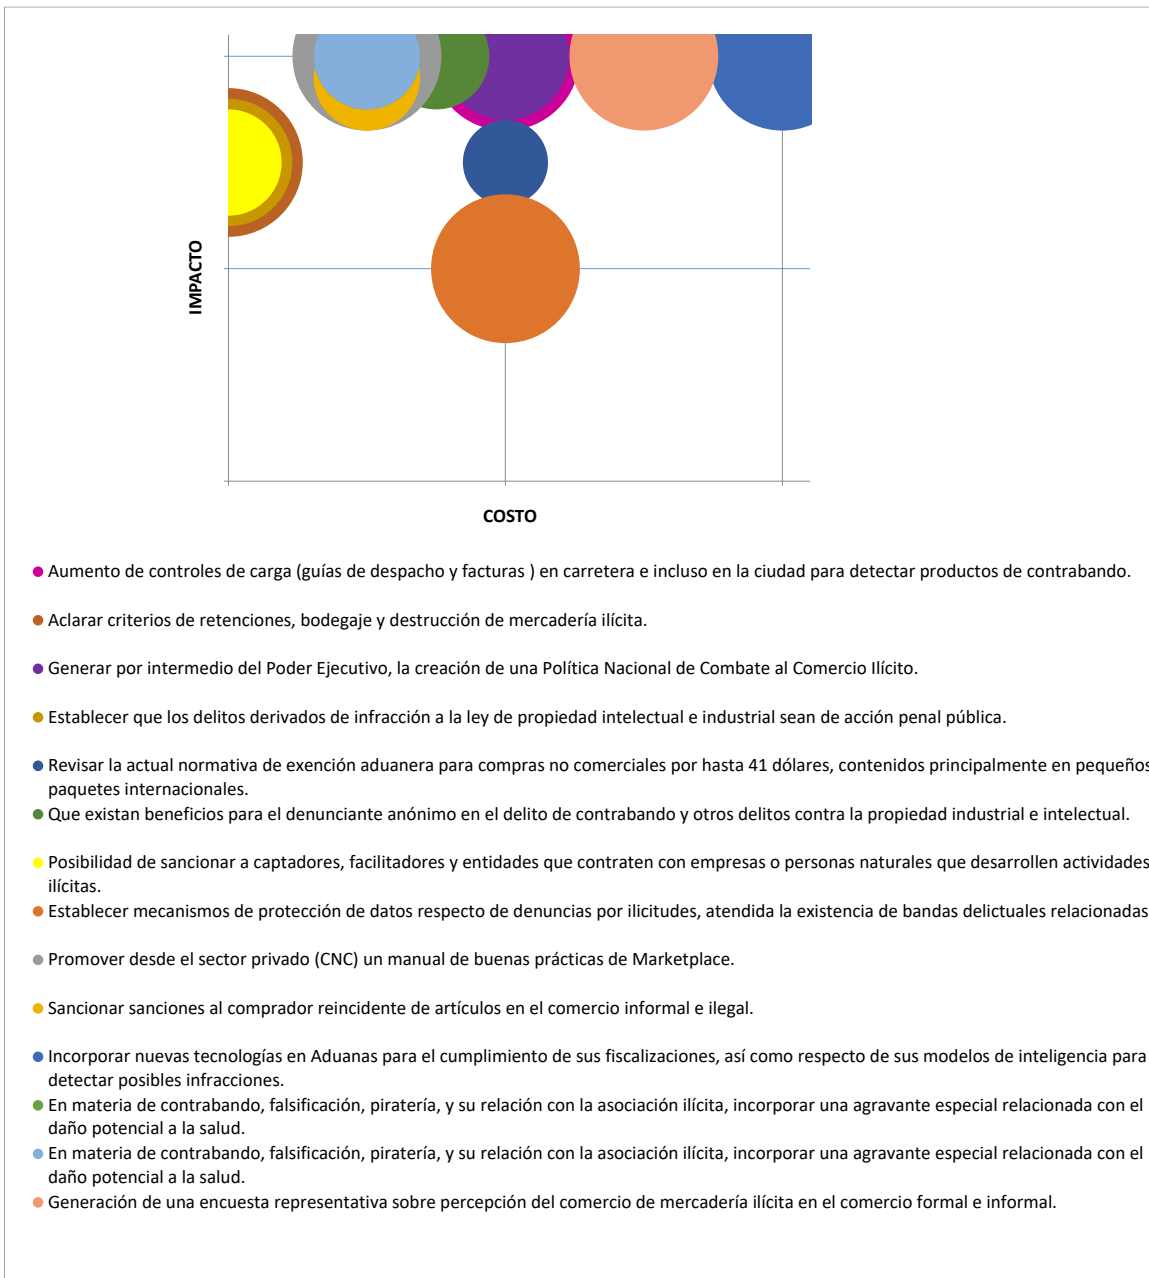 IMPACTO
COSTO
Aumento de controles de carga (guías de despacho y facturas ) en carretera e incluso en la ciudad para detectar productos de contrabando.
Aclarar criterios de retenciones, bodegaje y destrucción de mercadería ilícita.
Generar por intermedio del Poder Ejecutivo, la creación de una Política Nacional de Combate al Comercio Ilícito.
Establecer que los delitos derivados de infracción a la ley de propiedad intelectual e industrial sean de acción penal pública.
Revisar la actual normativa de exención aduanera para compras no comerciales por hasta 41 dólares, contenidos principalmente en pequeños
paquetes internacionales.
Que existan beneficios para el denunciante anónimo en el delito de contrabando y otros delitos contra la propiedad industrial e intelectual.
Posibilidad de sancionar a captadores, facilitadores y entidades que contraten con empresas o personas naturales que desarrollen actividades
ilícitas.
Establecer mecanismos de protección de datos respecto de denuncias por ilicitudes, atendida la existencia de bandas delictuales relacionadas
Promover desde el sector privado (CNC) un manual de buenas prácticas de Marketplace.
Sancionar sanciones al comprador reincidente de artículos en el comercio informal e ilegal.
Incorporar nuevas tecnologías en Aduanas para el cumplimiento de sus fiscalizaciones, así como respecto de sus modelos de inteligencia para
detectar posibles infracciones.
En materia de contrabando, falsificación, piratería, y su relación con la asociación ilícita, incorporar una agravante especial relacionada con el
daño potencial a la salud.
En materia de contrabando, falsificación, piratería, y su relación con la asociación ilícita, incorporar una agravante especial relacionada con el
daño potencial a la salud.
Generación de una encuesta representativa sobre percepción del comercio de mercadería ilícita en el comercio formal e informal.